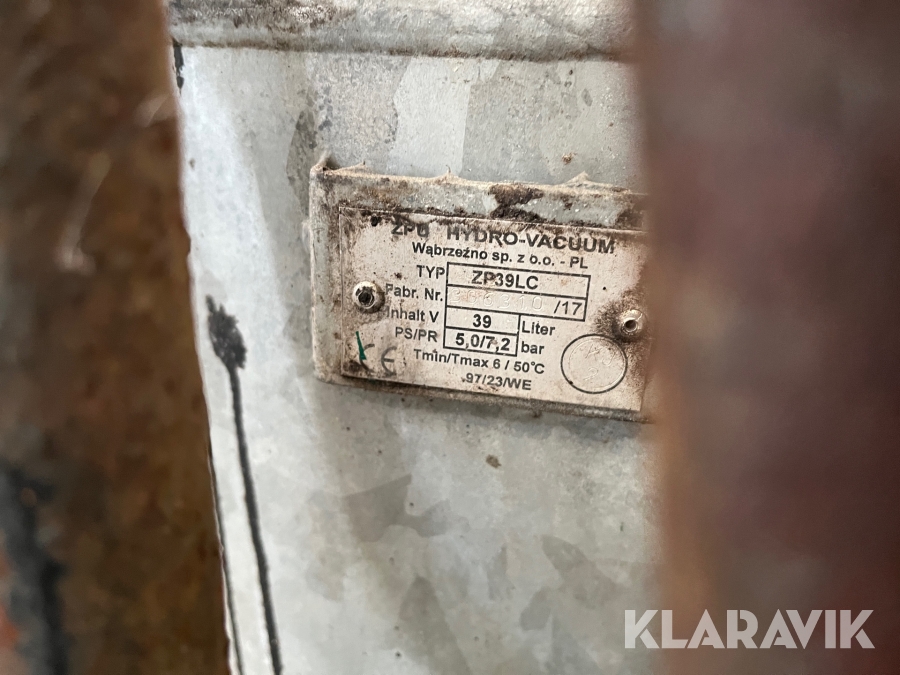 ZPU HYDRO-VACUUM
Wąbrzeźno sp. z o.o. - PL
TYP ZP39LC
Fabr. Nr. /17
Inhalt V 39 Liter
PS/PR 5,0/7,2 bar
Tmin/Tmax 6 / 50°C
CE
97/23/WE
KLARAVIK